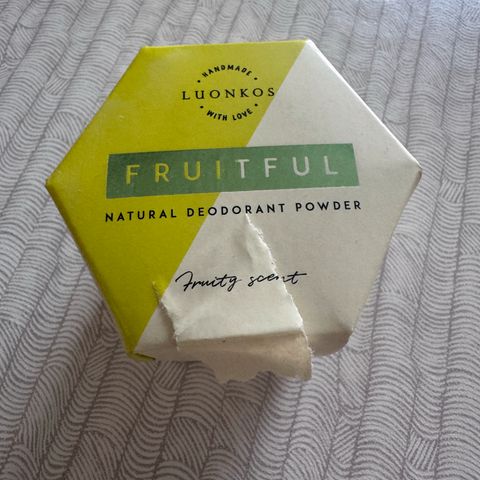 HANDMADE
LUONKOS
WITH LOVE
FRUITFUL
NATURAL DEODORANT POWDER
Fruity scent